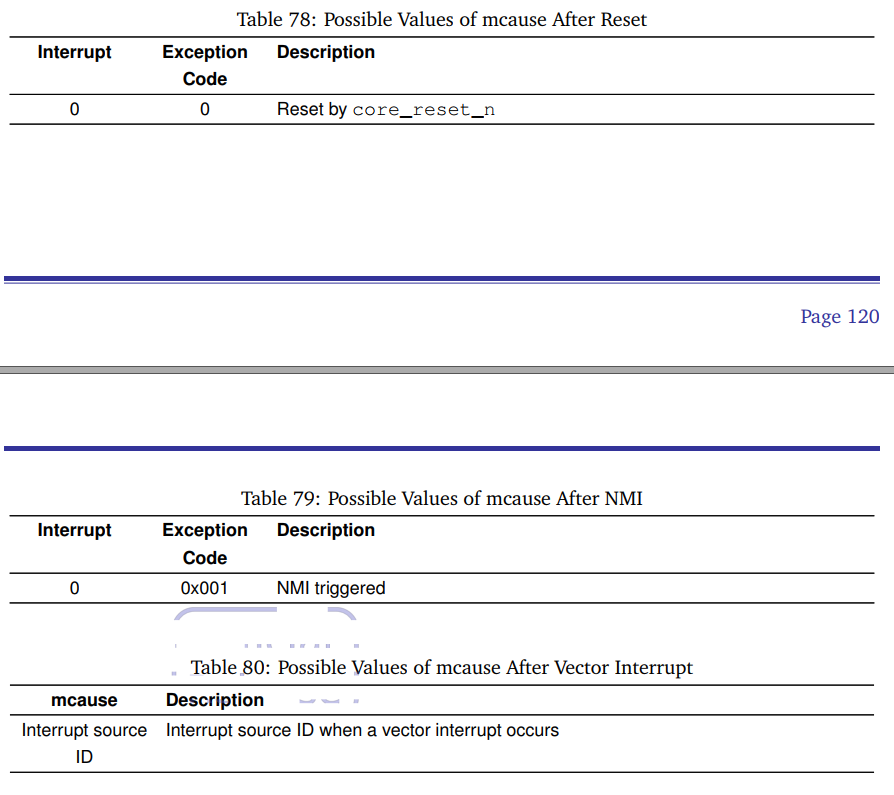 Table 78: Possible Values of mcause After Reset
Interrupt Exception Description
Code
0 0 Reset by core_reset_n
Page 120
Table 79: Possible Values of mcause After NMI
Interrupt Exception Description
Code
0 0x001 NMI triggered
Table 80: Possible Values of mcause After Vector Interrupt
mcause Description
Interrupt source Interrupt source ID when a vector interrupt occurs
ID